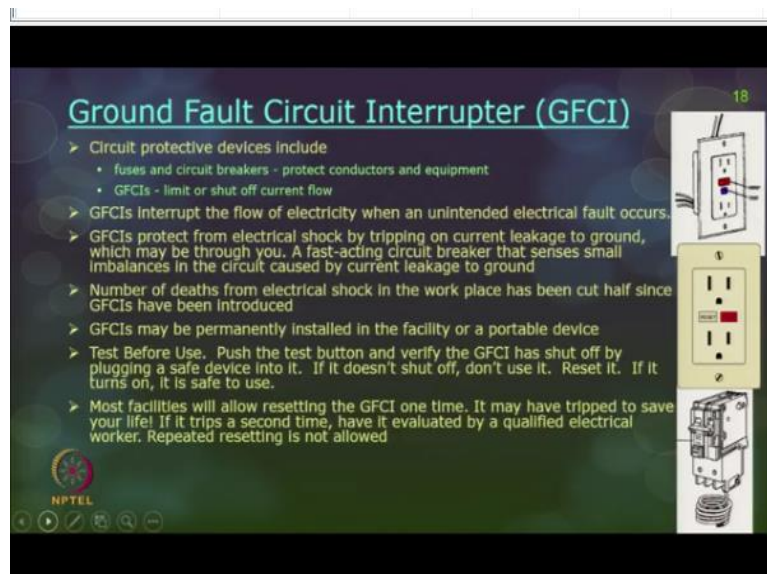 18
Ground Fault Circuit Interrupter (GFCI)
➢ Circuit protective devices include
• fuses and circuit breakers - protect conductors and equipment
• GFCIs - limit or shut off current flow
➢ GFCIs interrupt the flow of electricity when an unintended electrical fault occurs.
➢ GFCIs protect from electrical shock by tripping on current leakage to ground,
which may be through you. A fast-acting circuit breaker that senses small
imbalances in the circuit caused by current leakage to ground
➢ Number of deaths from electrical shock in the work place has been cut half since
GFCIs have been introduced
➢ GFCIs may be permanently installed in the facility or a portable device
➢ Test Before Use. Push the test button and verify the GFCI has shut off by
plugging a safe device into it. If it doesn't shut off, don't use it. Reset it. If it
turns on, it is safe to use.
➢ Most facilities will allow resetting the GFCI one time. It may have tripped to save
your life! If it trips a second time, have it evaluated by a qualified electrical
worker. Repeated resetting is not allowed
RESET
NPTEL